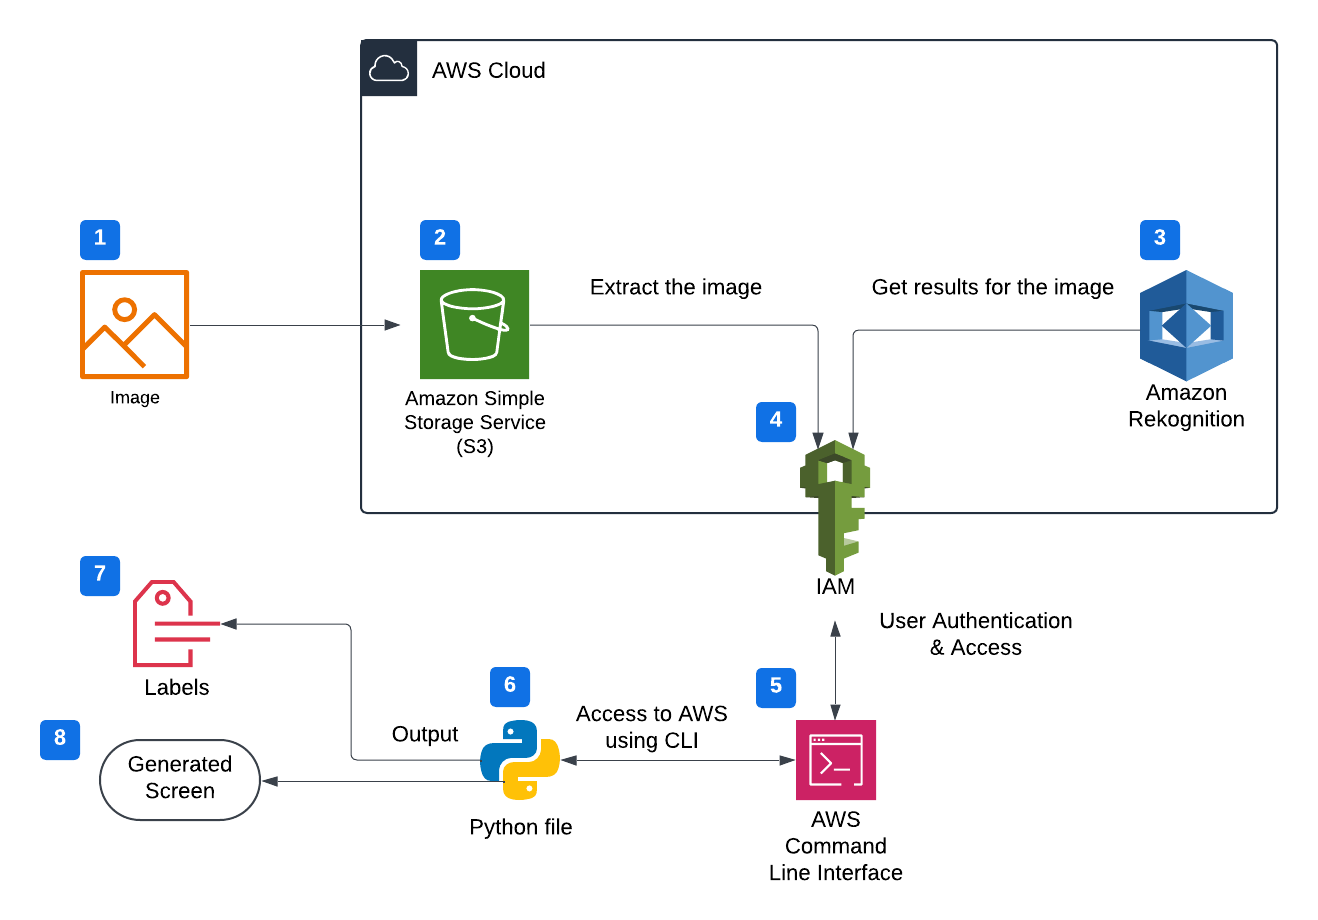 AWS Cloud
1
2
3
Extract the image
Get results for the image
Image
Amazon Simple
Storage Service
(S3)
Amazon
Rekognition
4
IAM
User Authentication
& Access
7
Labels
5
6
Access to AWS
using CLI
Output
8
Generated
Screen
Python file
AWS
Command
Line Interface